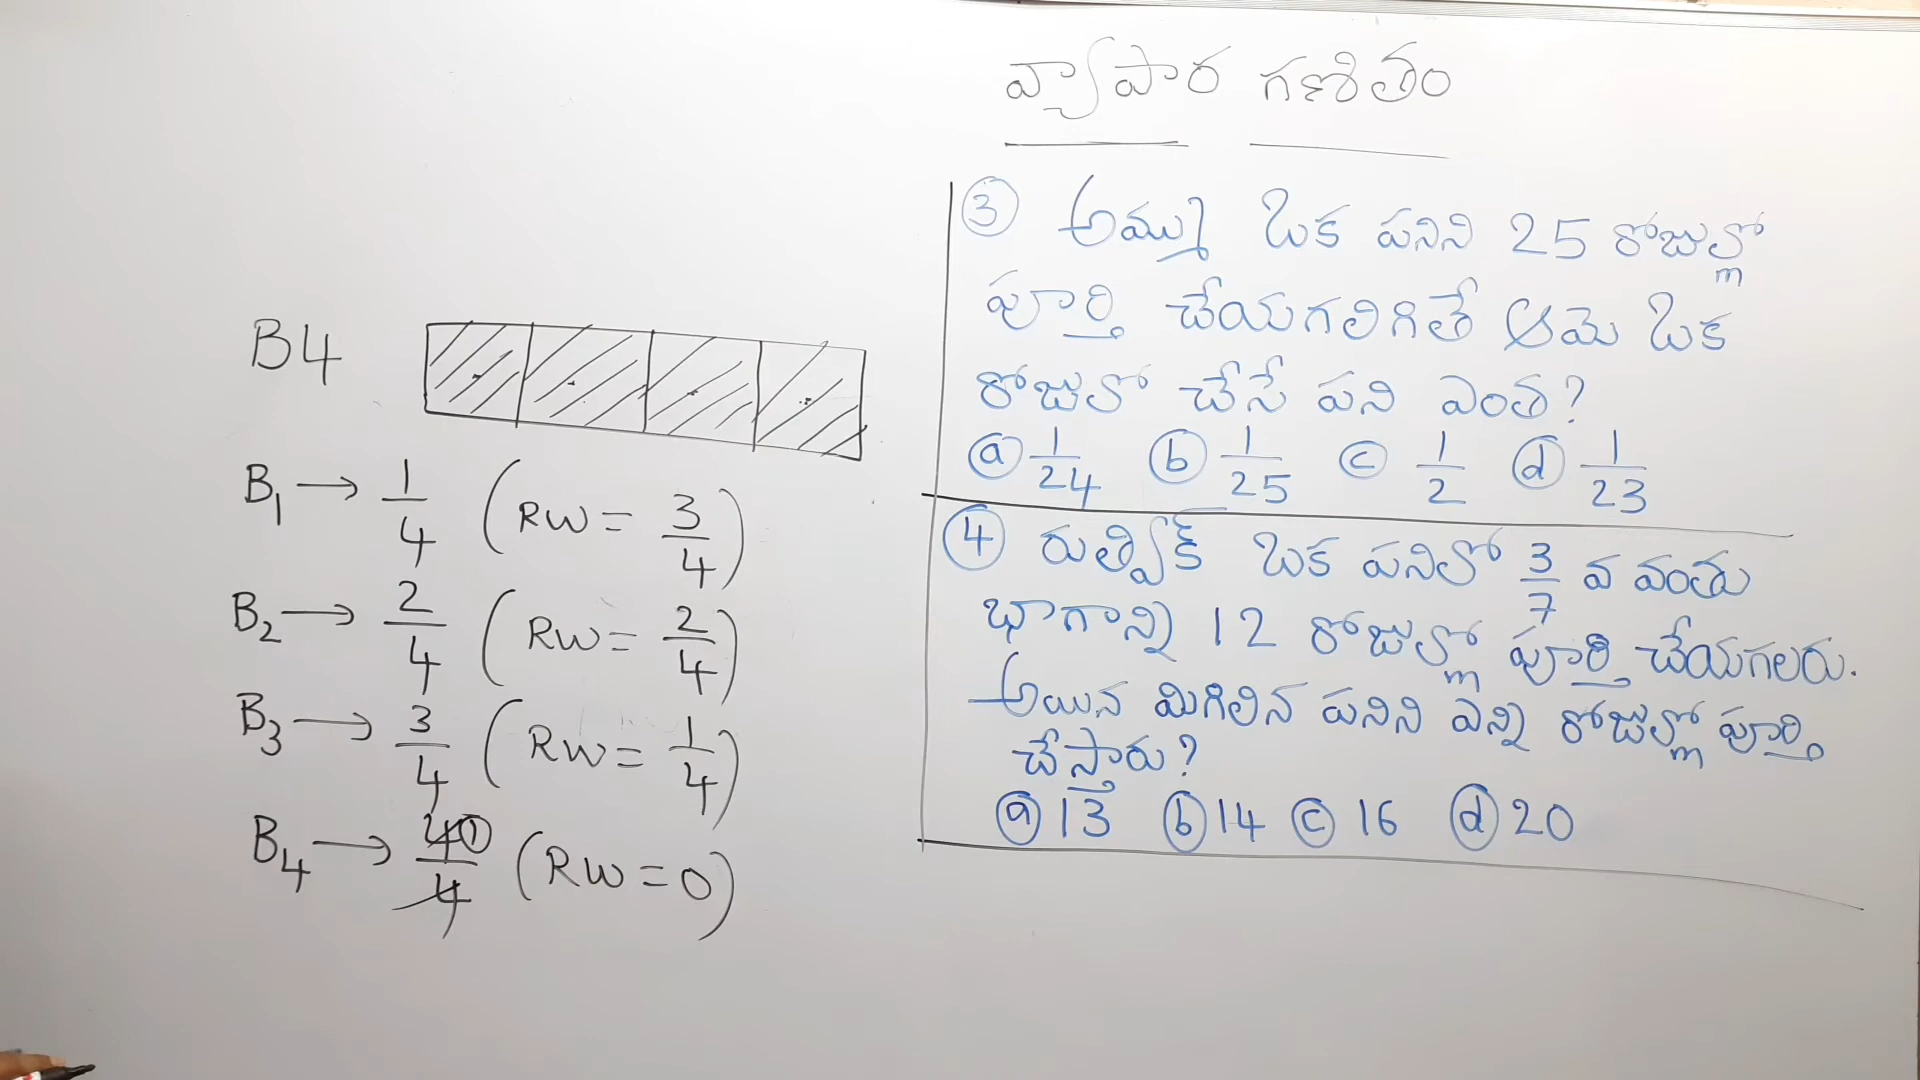 వ్యాపార గణితం
B4
B1 → 1/4 (RW = 3/4)
B2 → 2/4 (RW = 2/4)
B3 → 3/4 (RW = 1/4)
B4 → 4/4 ① (RW = 0)
③ అమ్ము ఒక పనిని 25 రోజుల్లో
పూర్తి చేయగలిగితే ఆమె ఒక
రోజులో చేసే పని ఎంత?
ⓐ 1/24 ⓑ 1/25 ⓒ 1/2 ⓓ 1/23
④ రుత్విక్ ఒక పనిలో 3/7 వ వంతు
భాగాన్ని 12 రోజుల్లో పూర్తి చేయగలరు.
అయిన మిగిలిన పనిని ఎన్ని రోజుల్లో పూర్తి
చేస్తారు?
ⓐ 13 ⓑ 14 ⓒ 16 ⓓ 20